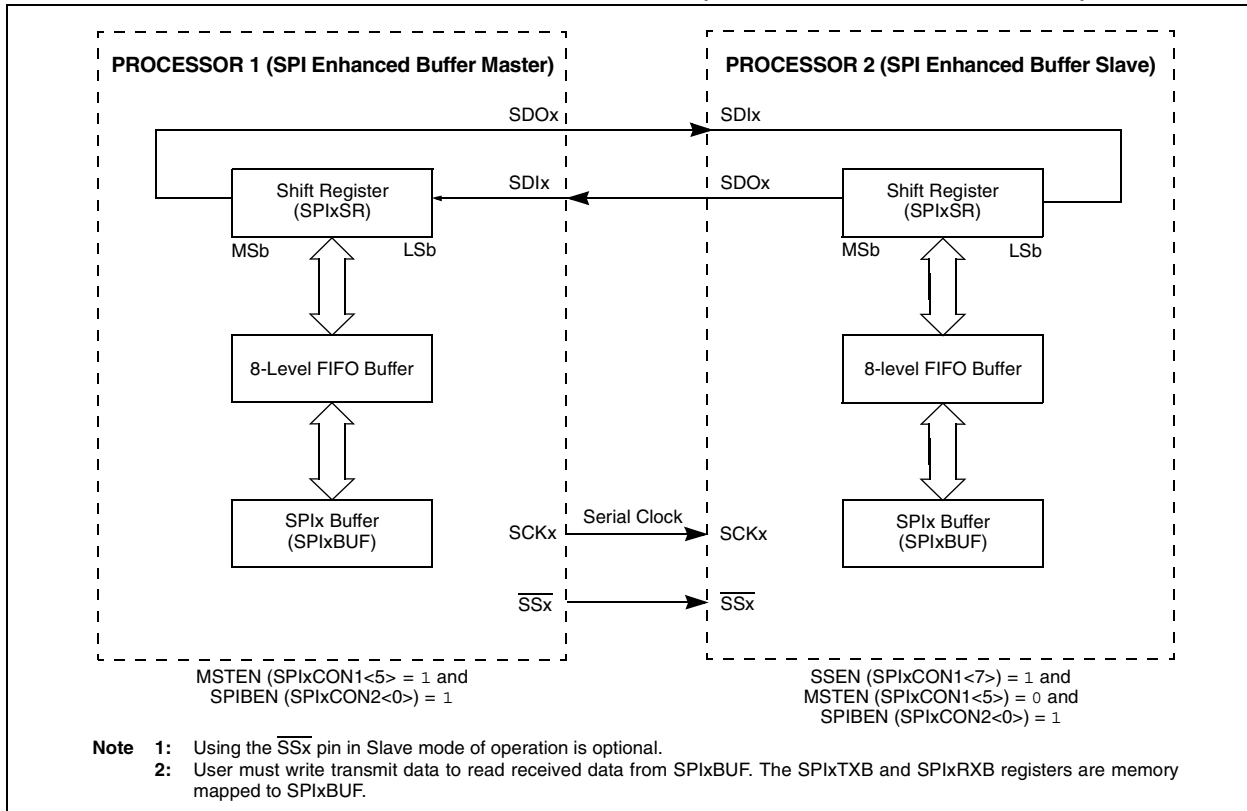 PROCESSOR 1 (SPI Enhanced Buffer Master)
PROCESSOR 2 (SPI Enhanced Buffer Slave)
SDOx
SDIx
Shift Register
(SPIxSR)
SDIx
SDOx
Shift Register
(SPIxSR)
MSb
LSb
MSb
LSb
8-Level FIFO Buffer
8-level FIFO Buffer
SPIx Buffer
(SPIxBUF)
SCKx
Serial Clock
SCKx
SPIx Buffer
(SPIxBUF)
SSx
SSx
MSTEN (SPIxCON1<5> = 1 and
SPIBEN (SPIxCON2<0>) = 1
SSEN (SPIxCON1<7>) = 1 and
MSTEN (SPIxCON1<5>) = 0 and
SPIBEN (SPIxCON2<0>) = 1
Note 1: Using the SSx pin in Slave mode of operation is optional.
2: User must write transmit data to read received data from SPIxBUF. The SPIxTXB and SPIxRXB registers are memory
mapped to SPIxBUF.